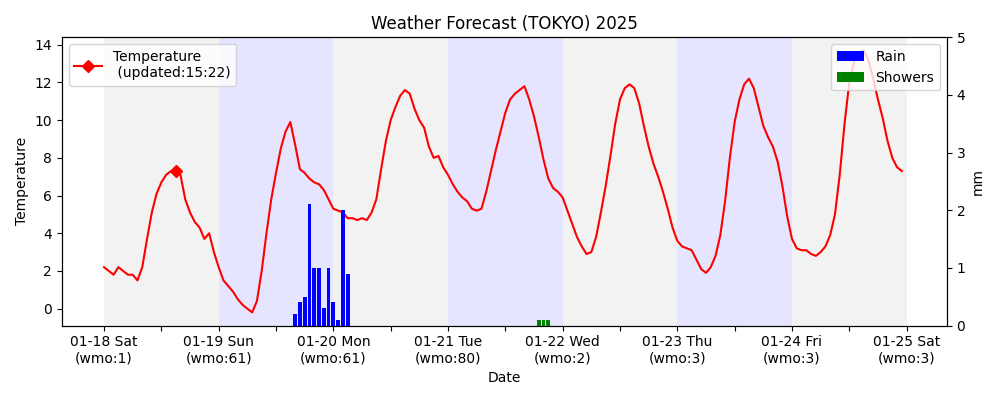 Weather Forecast (TOKYO) 2025
Temperature
(updated:15:22)
Rain
Showers
14
12
10
8
6
4
2
0
Temperature
5
4
3
2
1
0
mm
01-18 Sat
(wmo:1)
01-19 Sun
(wmo:61)
01-20 Mon
(wmo:61)
01-21 Tue
(wmo:80)
01-22 Wed
(wmo:2)
01-23 Thu
(wmo:3)
01-24 Fri
(wmo:3)
01-25 Sat
(wmo:3)
Date